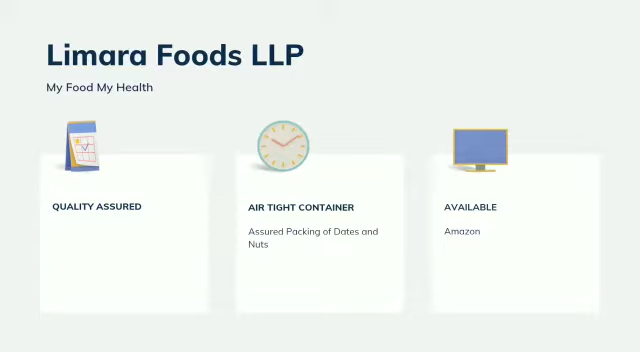 Limara Foods LLP
My Food My Health
QUALITY ASSURED
AIR TIGHT CONTAINER
Assured Packing of Dates and
Nuts
AVAILABLE
Amazon